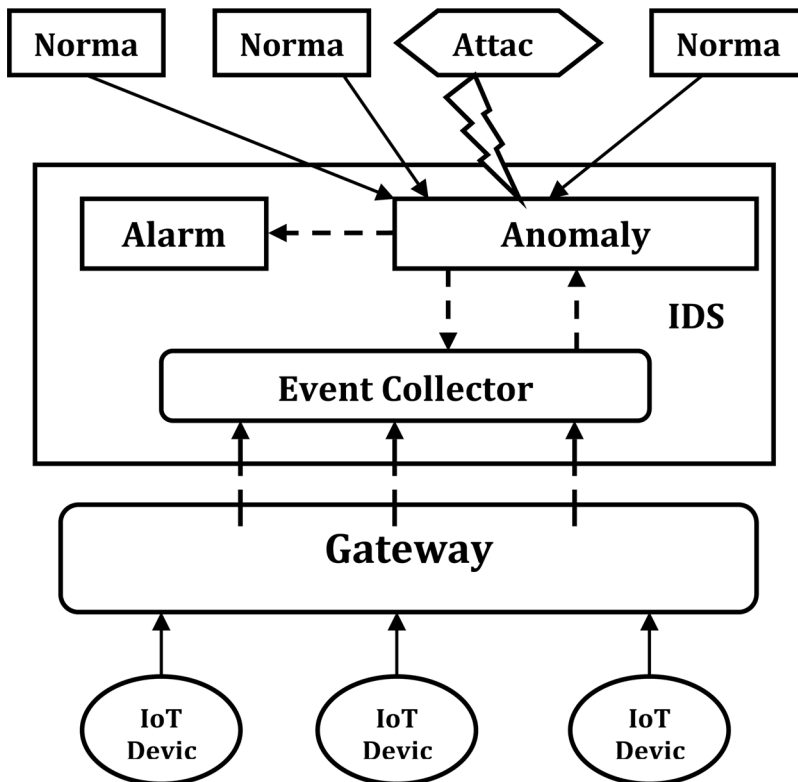 Norma
Norma
Attac
Norma
Alarm
Anomaly
IDS
Event Collector
Gateway
IoT
Devic
IoT
Devic
IoT
Devic